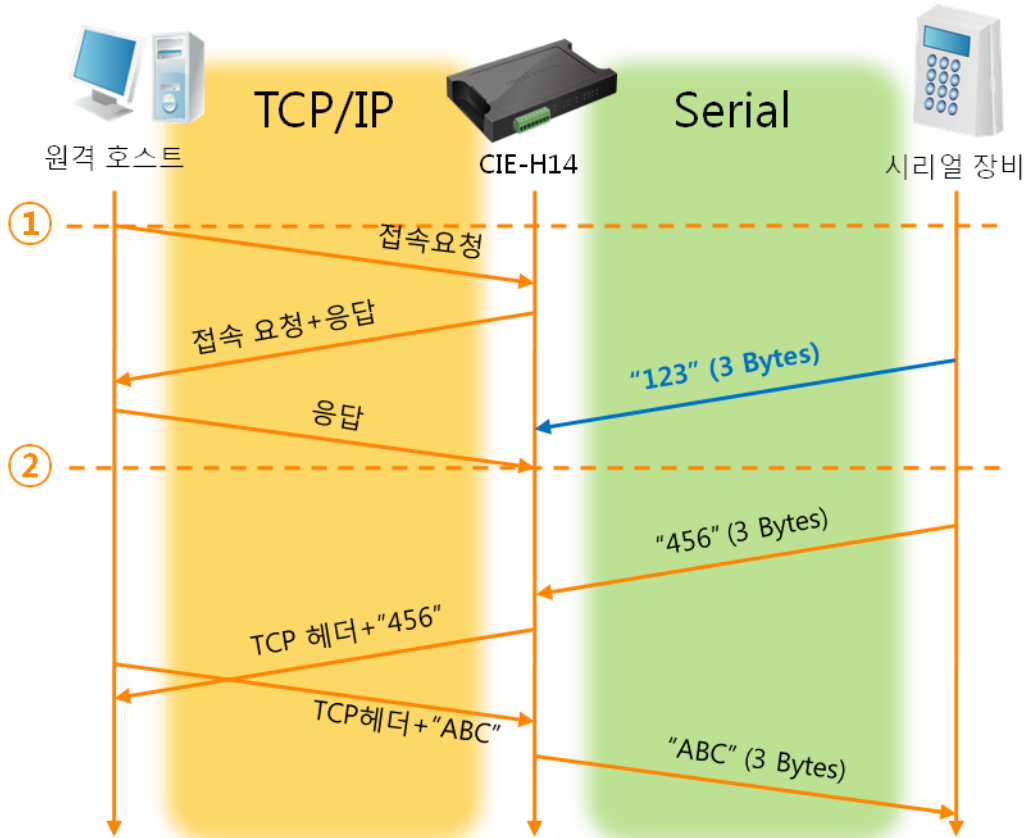 TCP/IP
Serial
원격 호스트
CIE-H14
시리얼 장비
①
접속요청
접속 요청+응답
“123” (3 Bytes)
응답
②
“456” (3 Bytes)
TCP 헤더+“456”
TCP헤더+“ABC”
“ABC” (3 Bytes)